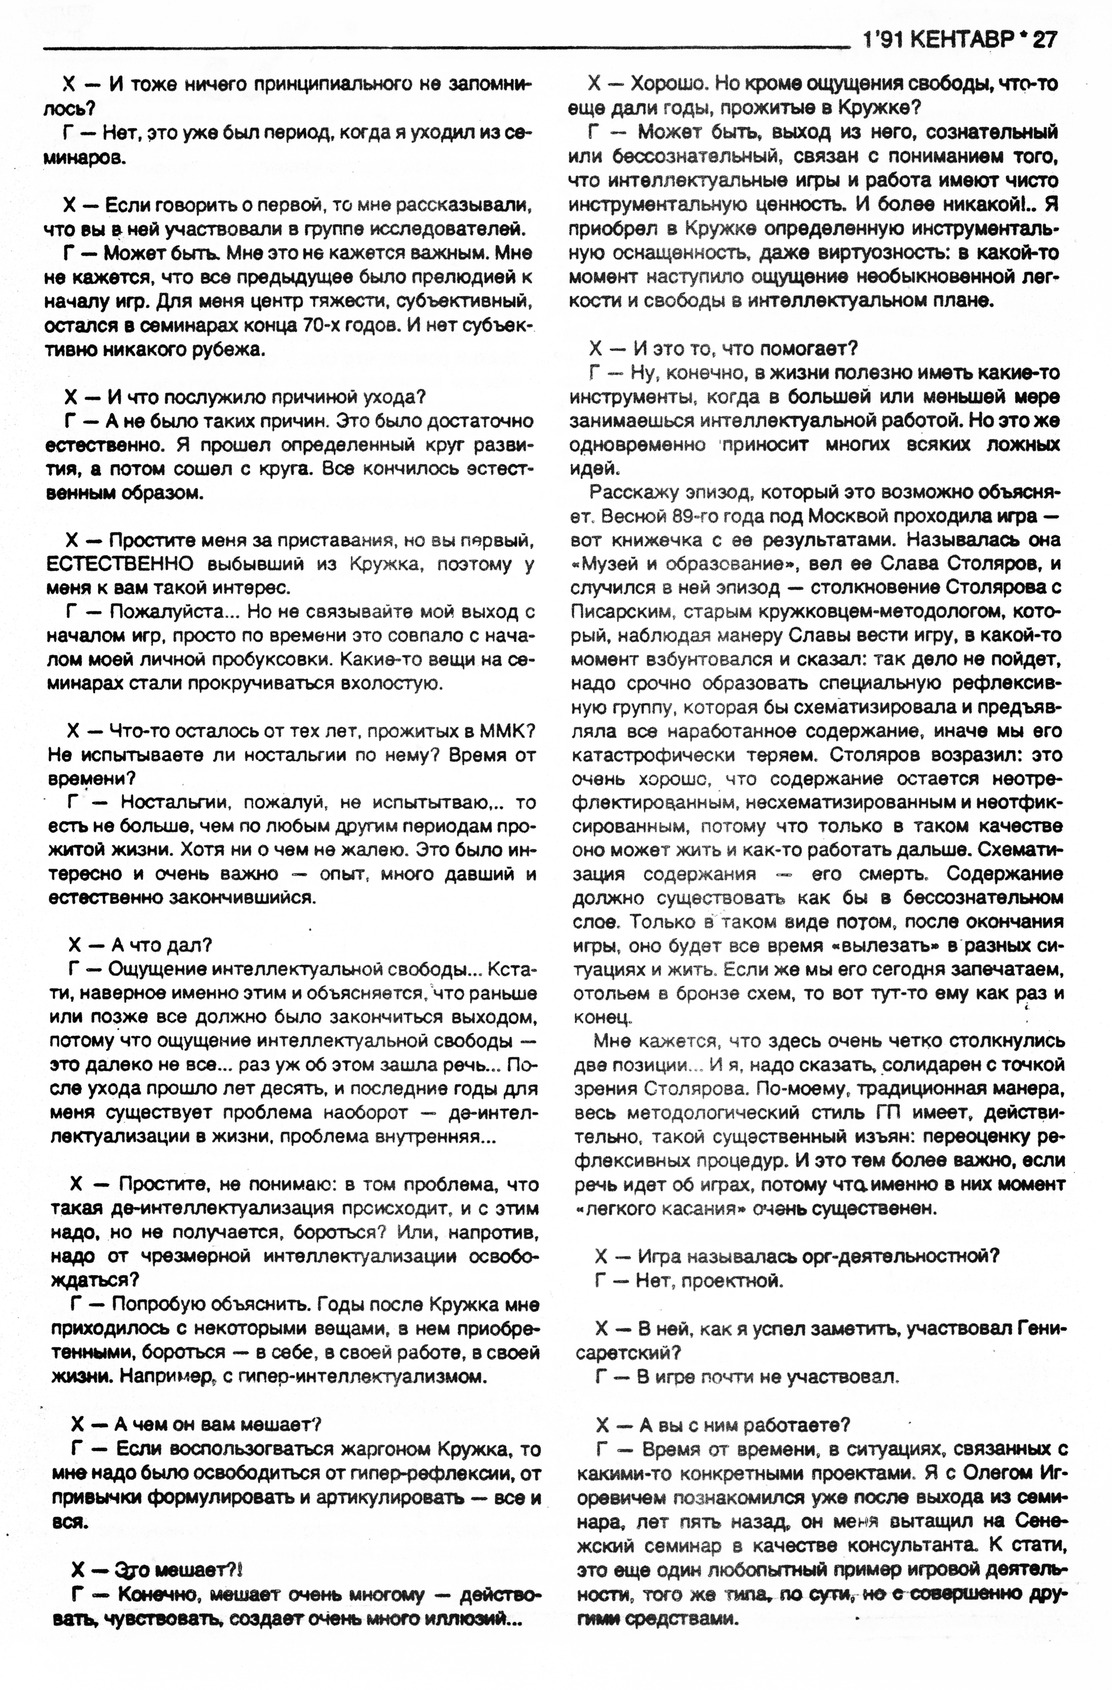 1'91 КЕНТАВР * 27
Х — И тоже ничего принципиального не запомни-
лось?
Г — Нет, это уже был период, когда я уходил из се-
минаров.
Х — Если говорить о первой, то мне рассказывали,
что вы в ней участвовали в группе исследователей.
Г — Может быть. Мне это не кажется важным. Мне
не кажется, что все предыдущее было прелюдией к
началу игр. Для меня центр тяжести, субъективный,
остался в семинарах конца 70-х годов. И нет субъек-
тивно никакого рубежа.
Х — И что послужило причиной ухода?
Г — А не было таких причин. Это было достаточно
естественно. Я прошел определенный круг разви-
тия, а потом сошел с круга. Все кончилось эстест-
венным образом.
Х — Простите меня за приставания, но вы первый,
ЕСТЕСТВЕННО выбывший из Кружка, поэтому у
меня к вам такой интерес.
Г — Пожалуйста... Но не связывайте мой выход с
началом игр, просто по времени это совпало с нача-
лом моей личной пробуксовки. Какие-то вещи на се-
минарах стали прокручиваться вхолостую.
Х — Что-то осталось от тех лет, прожитых в ММК?
Не испытываете ли ностальгии по нему? Время от
времени?
Г — Ностальгии, пожалуй, не испытытваю,.. то
есть не больше, чем по любым другим периодам про-
житой жизни. Хотя ни о чем не жалею. Это было ин-
тересно и очень важно — опыт, много давший и
естественно закончившийся.
Х — А что дал?
Г — Ощущение интеллектуальной свободы... Кста-
ти, наверное именно этим и объясняется, что раньше
или позже все должно было закончиться выходом,
потому что ощущение интеллектуальной свободы —
это далеко не все... раз уж об этом зашла речь... По-
сле ухода прошло лет десять, и последние годы для
меня существует проблема наоборот — де-интел-
лектуализации в жизни, проблема внутренняя...
Х — Простите, не понимаю: в том проблема, что
такая де-интеллектуализация происходит, и с этим
надо, но не получается, бороться? Или, напротив,
надо от чрезмерной интеллектуализации освобо-
ждаться?
Г — Попробую объяснить. Годы после Кружка мне
приходилось с некоторыми вещами, в нем приобре-
тенными, бороться — в себе, в своей работе, в своей
жизни. Например, с гипер-интеллектуализмом.
Х — А чем он вам мешает?
Г — Если воспользогваться жаргоном Кружка, то
мне надо было освободиться от гипер-рефлексии, от
привычки формулировать и артикулировать — все и
вся.
Х — Это мешает?!
Г — Конечно, мешает очень многому — действо-
вать, чувствовать, создает очень много иллюзий...
Х — Хорошо. Но кроме ощущения свободы, что-то
еще дали годы, прожитые в Кружке?
Г — Может быть, выход из него, сознательный
или бессознательный, связан с пониманием того,
что интеллектуальные игры и работа имеют чисто
инструментальную ценность. И более никакой!.. Я
приобрел в Кружке определенную инструменталь-
ную оснащенность, даже виртуозность: в какой-то
момент наступило ощущение необыкновенной лег-
кости и свободы в интеллектуальном плане.
Х — И это то, что помогает?
Г — Ну, конечно, в жизни полезно иметь какие-то
инструменты, когда в большей или меньшей мере
занимаешься интеллектуальной работой. Но это же
одновременно приносит многих всяких ложных
идей.
Расскажу эпизод, который это возможно объясня-
ет. Весной 89-го года под Москвой проходила игра —
вот книжечка с ее результатами. Называлась она
«Музей и образование», вел ее Слава Столяров, и
случился в ней эпизод — столкновение Столярова с
Писарским, старым кружковцем-методологом, кото-
рый, наблюдая манеру Славы вести игру, в какой-то
момент взбунтовался и сказал: так дело не пойдет,
надо срочно образовать специальную рефлексив-
ную группу, которая бы схематизировала и предъяв-
ляла все наработанное содержание, иначе мы его
катастрофически теряем. Столяров возразил: это
очень хорошо, что содержание остается неотре-
флектированным, несхематизированным и неотфик-
сированным, потому что только в таком качестве
оно может жить и как-то работать дальше. Схемати-
зация содержания — его смерть. Содержание
должно существовать как бы в бессознательном
слое. Только в таком виде потом, после окончания
игры, оно будет все время «вылезать» в разных си-
туациях и жить. Если же мы его сегодня запечатаем,
отольем в бронзе схем, то вот тут-то ему как раз и
конец.
Мне кажется, что здесь очень четко столкнулись
две позиции... И я, надо сказать, солидарен с точкой
зрения Столярова. По-моему, традиционная манера,
весь методологический стиль ГП имеет, действи-
тельно, такой существенный изъян: переоценку ре-
флексивных процедур. И это тем более важно, если
речь идет об играх, потому что именно в них момент
«легкого касания» очень существенен.
Х — Игра называлась орг-деятельностной?
Г — Нет, проектной.
Х — В ней, как я успел заметить, участвовал Гени-
саретский?
Г — В игре почти не участвовал.
Х — А вы с ним работаете?
Г — Время от времени, в ситуациях, связанных с
какими-то конкретными проектами. Я с Олегом Иг-
оревичем познакомился уже после выхода из семи-
нара, лет пять назад, он меня вытащил на Сене-
жский семинар в качестве консультанта. К стати,
это еще один любопытный пример игровой деятель-
ности, того же типа, по сути, но с совершенно дру-
гими средствами.